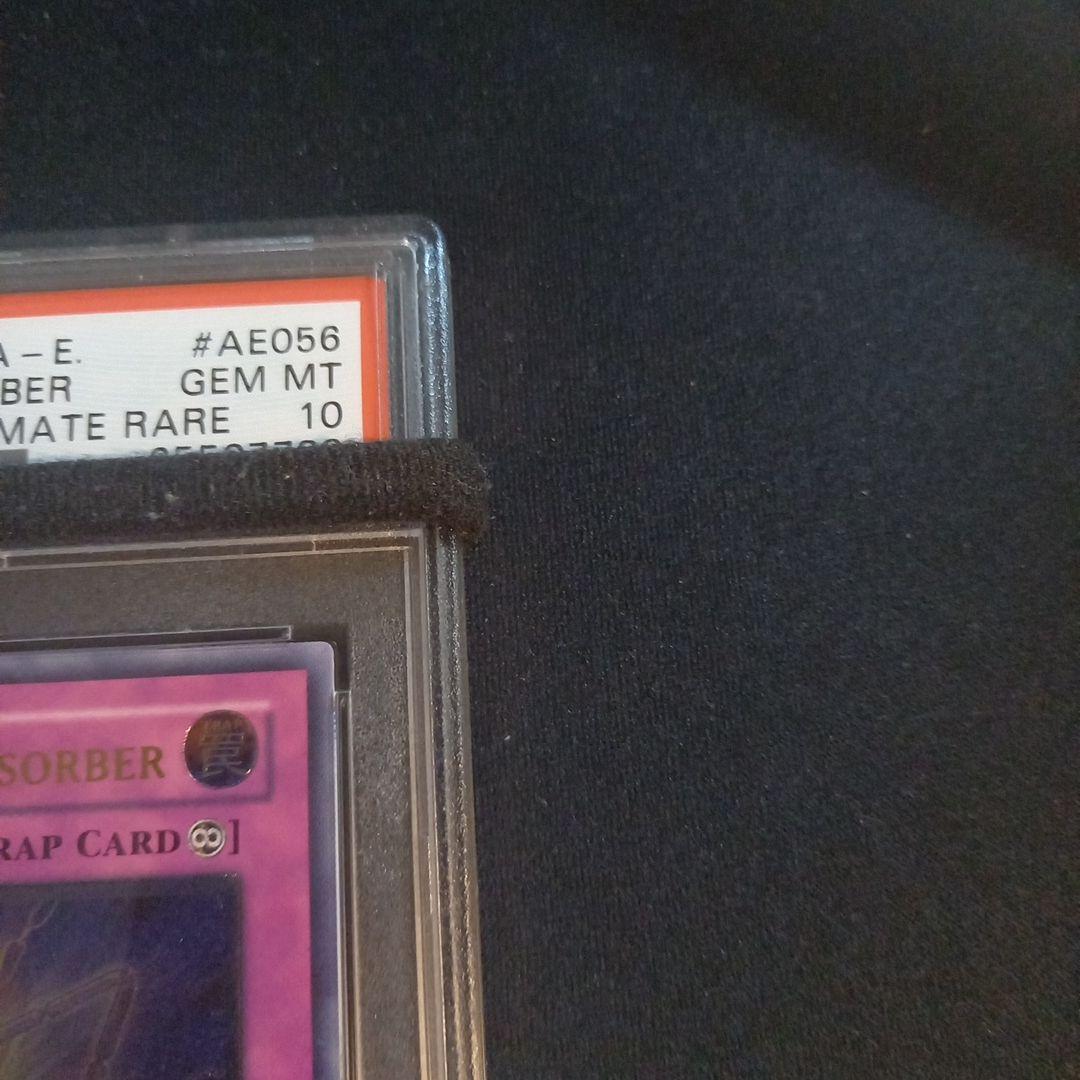 A-E. #AE056
BER GEM MT
MATE RARE 10
SORBER
RAP CARD ]